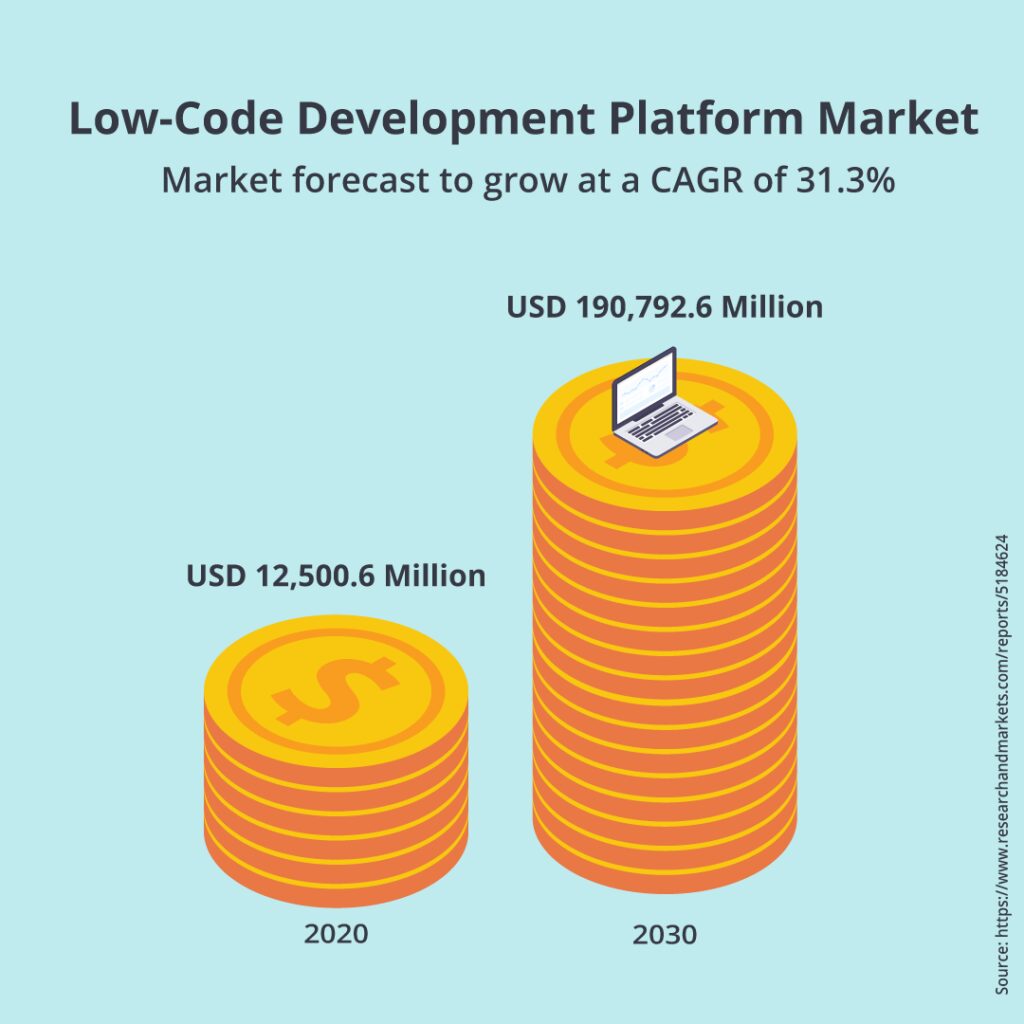 Low-Code Development Platform Market
Market forecast to grow at a CAGR of 31.3%
USD 190,792.6 Million
USD 12,500.6 Million
2020
2030
Source: https://www.researchandmarkets.com/reports/5184624